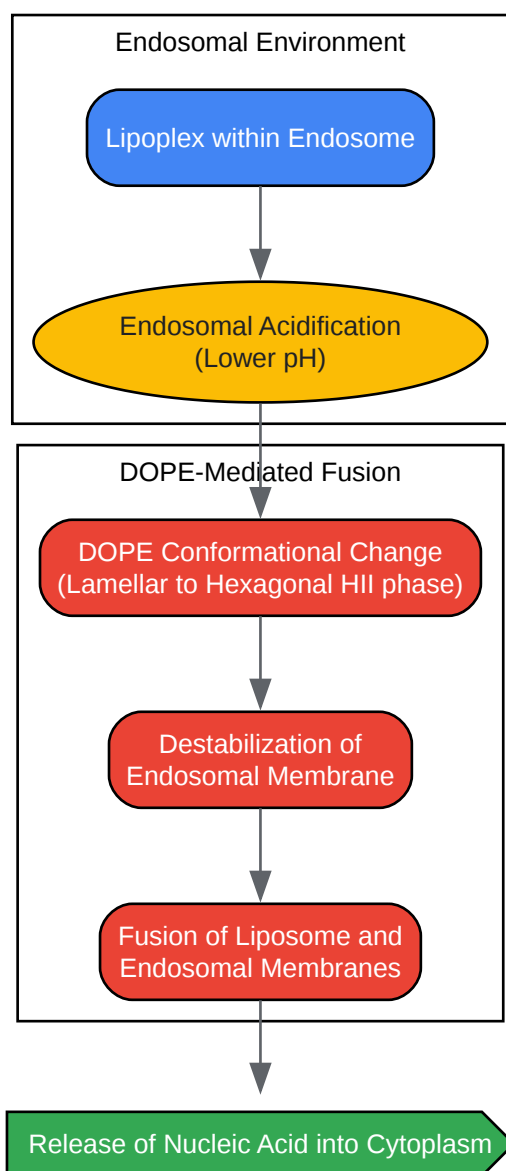 Endosomal Environment
Lipoplex within Endosome
Endosomal Acidification
(Lower pH)
DOPE-Mediated Fusion
DOPE Conformational Change
(Lamellar to Hexagonal HII phase)
Destabilization of
Endosomal Membrane
Fusion of Liposome and
Endosomal Membranes
Release of Nucleic Acid into Cytoplasm